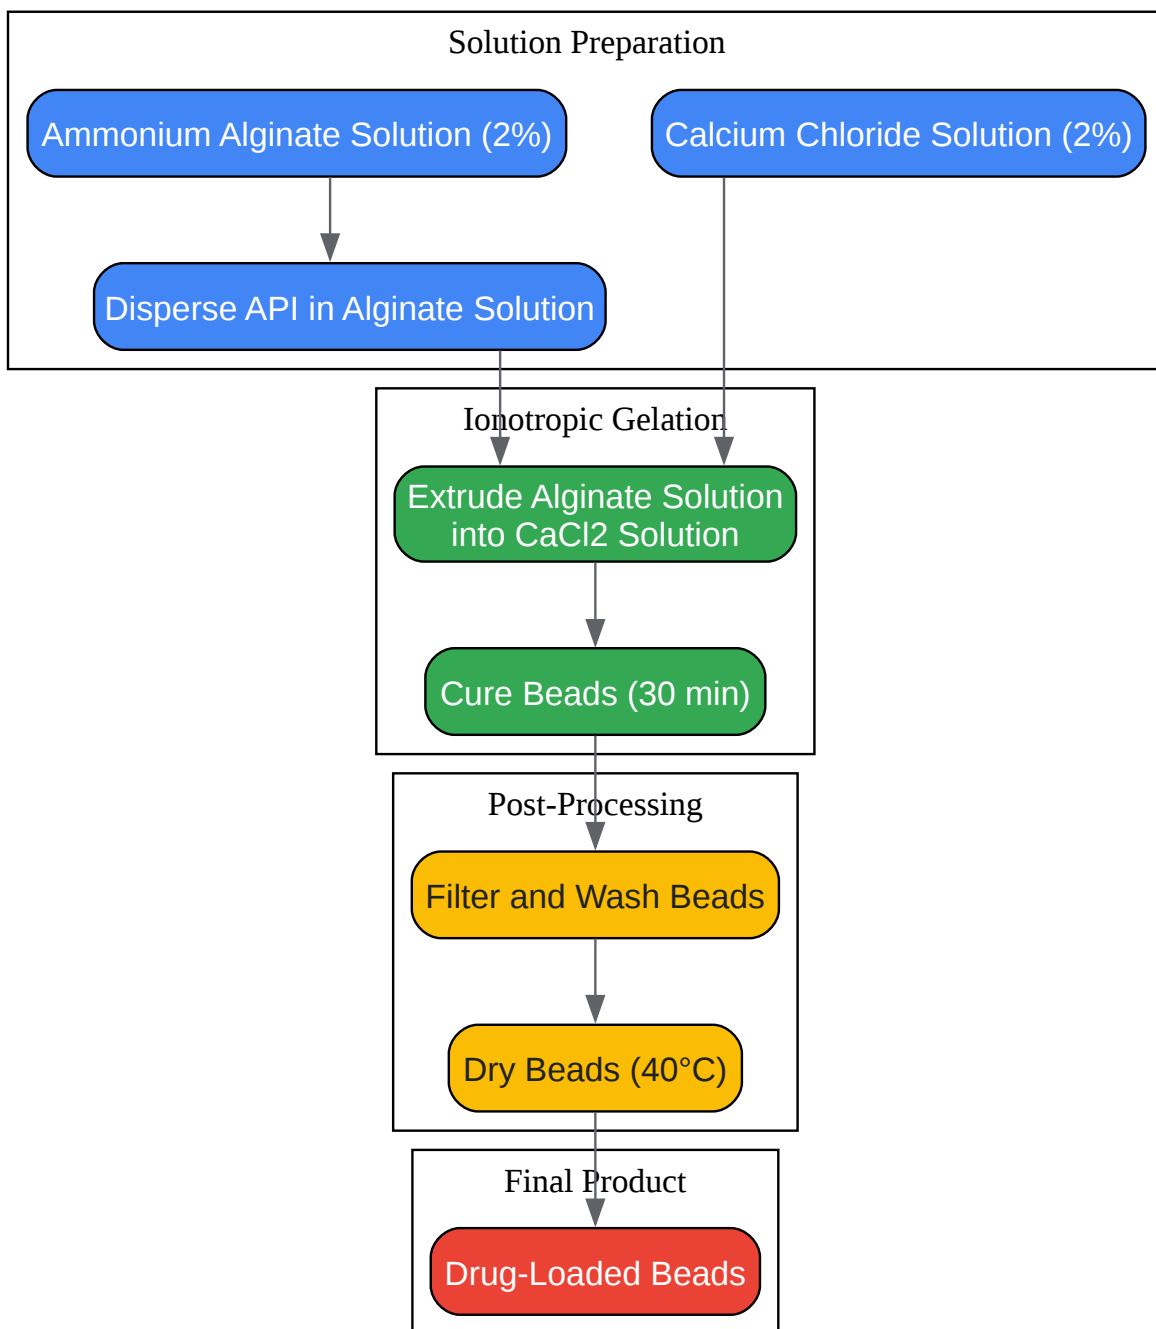 Solution Preparation
Ammonium Alginate Solution (2%)
Calcium Chloride Solution (2%)
Disperse API in Alginate Solution
Ionotropic Gelation
Extrude Alginate Solution
into CaCl2 Solution
Cure Beads (30 min)
Post-Processing
Filter and Wash Beads
Dry Beads (40°C)
Final Product
Drug-Loaded Beads